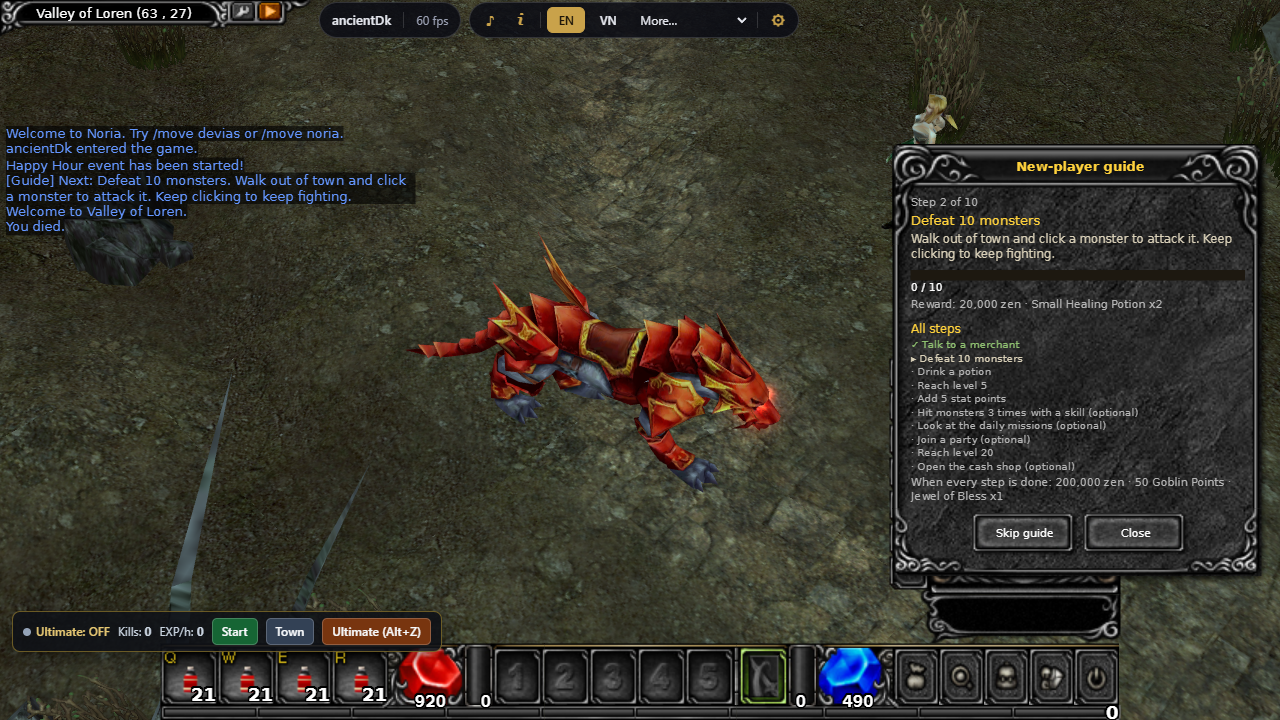 Valley of Loren (63 , 27)
ancientDk
60 fps
EN
VN
More...
Welcome to Noria. Try /move devias or /move noria.
ancientDk entered the game.
Happy Hour event has been started!
[Guide] Next: Defeat 10 monsters. Walk out of town and click
a monster to attack it. Keep clicking to keep fighting.
Welcome to Valley of Loren.
You died.
New-player guide
Step 2 of 10
Defeat 10 monsters
Walk out of town and click a monster to attack it. Keep
clicking to keep fighting.
0 / 10
Reward: 20,000 zen · Small Healing Potion x2
All steps
✓ Talk to a merchant
▸ Defeat 10 monsters
· Drink a potion
· Reach level 5
· Add 5 stat points
· Hit monsters 3 times with a skill (optional)
· Look at the daily missions (optional)
· Join a party (optional)
· Reach level 20
· Open the cash shop (optional)
When every step is done: 200,000 zen · 50 Goblin Points ·
Jewel of Bless x1
Skip guide
Close
Ultimate: OFF
Kills: 0
EXP/h: 0
Start
Town
Ultimate (Alt+Z)
Q
W
E
R
21
21
21
21
920
0
1
2
3
4
5
0
490
0